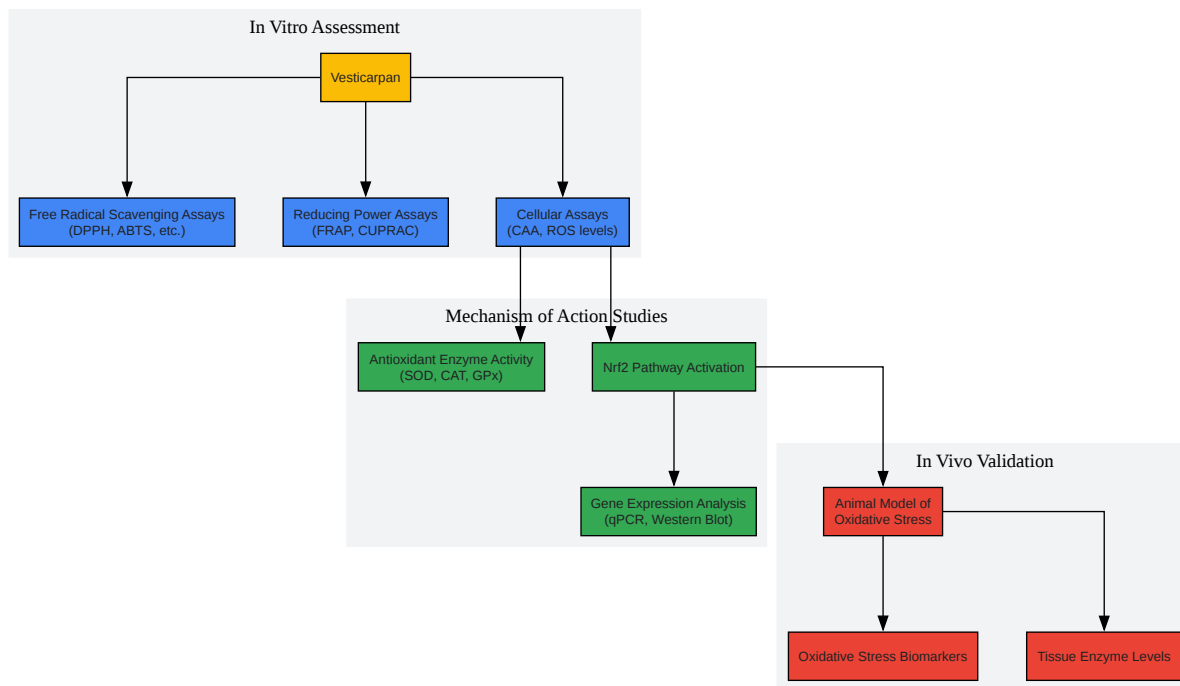 In Vitro Assessment
Vesticarpan
Free Radical Scavenging Assays
(DPPH, ABTS, etc.)
Reducing Power Assays
(FRAP, CUPRAC)
Cellular Assays
(CAA, ROS levels)
Mechanism of Action Studies
Antioxidant Enzyme Activity
(SOD, CAT, GPx)
Nrf2 Pathway Activation
Gene Expression Analysis
(qPCR, Western Blot)
In Vivo Validation
Animal Model of
Oxidative Stress
Oxidative Stress Biomarkers
Tissue Enzyme Levels